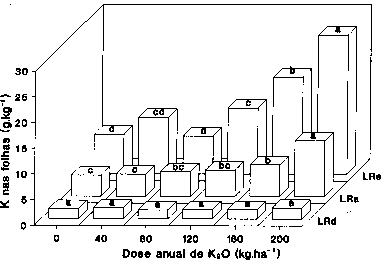 K nas folhas (g.kg⁻¹)
30
25
20
15
10
5
0
d cd d c b a
c c bc bc b a
a a a a a a
LRe
LRa
LRd
0 40 80 120 160 200
Dose anual de K₂O (kg.ha⁻¹)